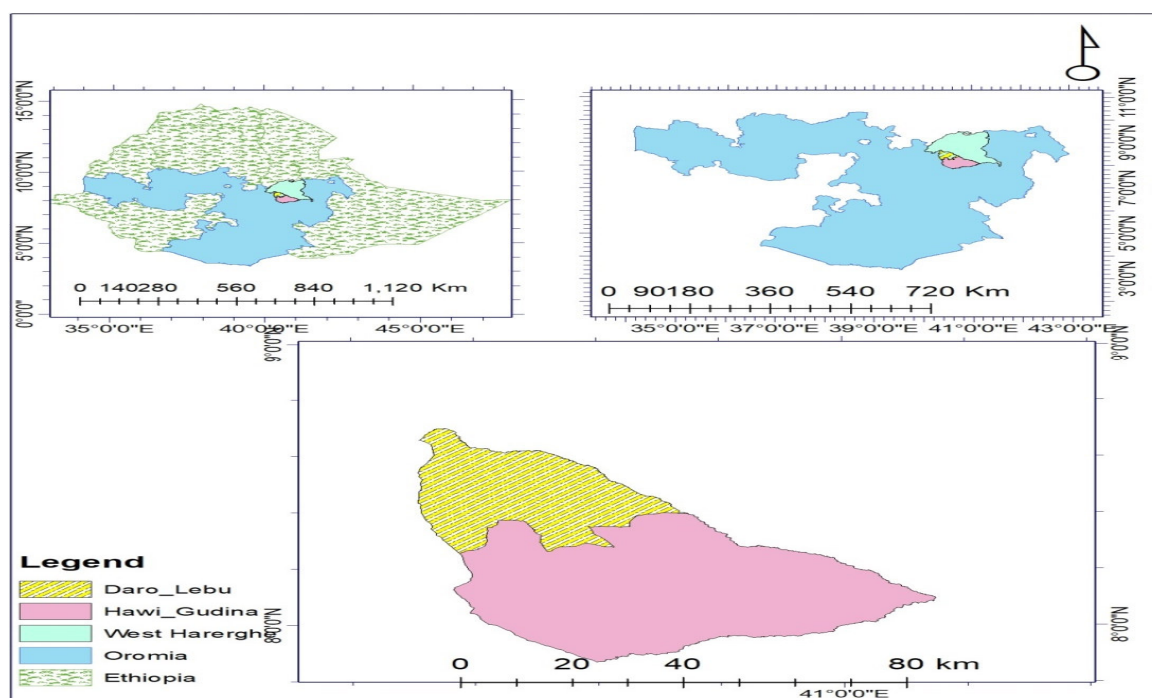 15°0'0"N
10°0'0"N
5°0'0"N
0°0'0"
0 140280 560 840 1,120 Km
35°0'0"E 40°0'0"E 45°0'0"E
11°0'0"N
9°0'0"N
7°0'0"N
5°0'0"N
3°0'0"N
0 90180 360 540 720 Km
35°0'0"E 37°0'0"E 39°0'0"E 41°0'0"E 43°0'0"E
9°0'0"N 9°0'0"N
8°0'0"N 8°0'0"N
Legend
Daro_Lebu
Hawi_Gudina
West Harerghe
Oromia
Ethiopia
0 20 40 80 km
41°0'0"E